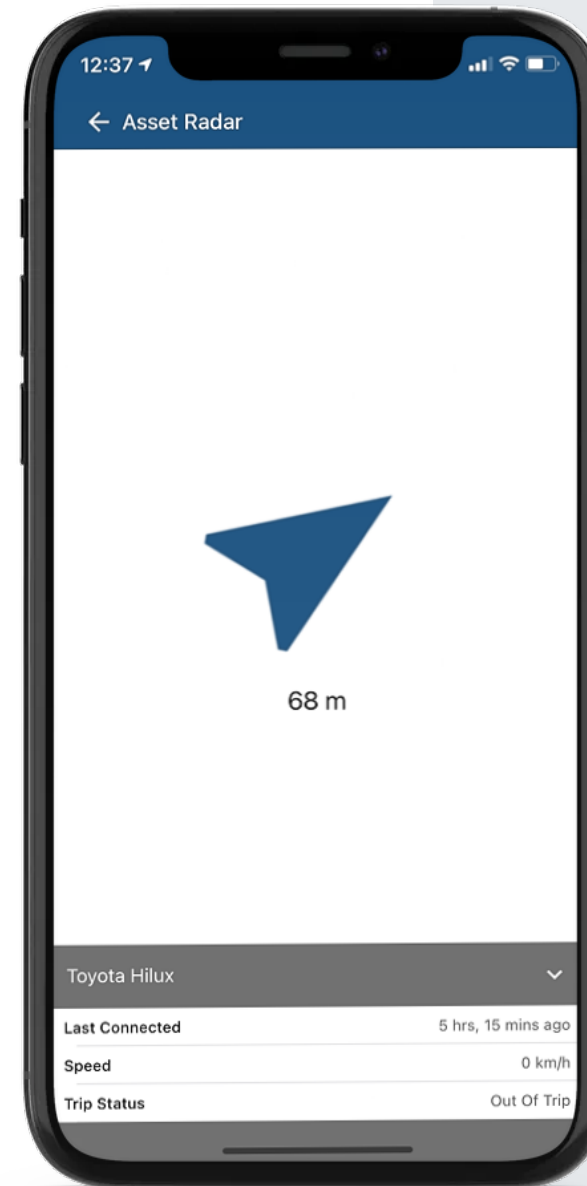 12:37
Asset Radar
68 m
Toyota Hilux
Last Connected 5 hrs, 15 mins ago
Speed 0 km/h
Trip Status Out Of Trip